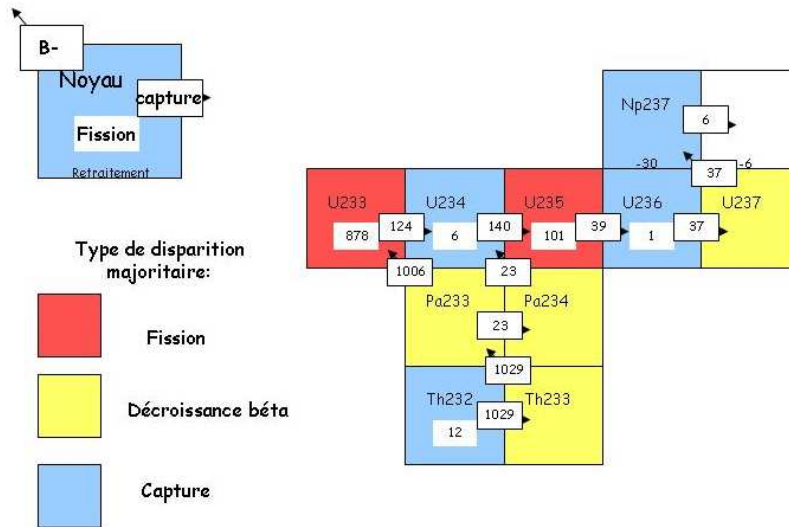 B-
Noyau
capture
Fission
Retraitement
Type de disparition
majoritaire:
Fission
Décroissance béta
Capture
Np237
6
-30
37
-6
U233
U234
U235
U236
U237
878
124
6
140
101
39
1
37
1006
23
Pa233
Pa234
23
1029
Th232
Th233
1029
12